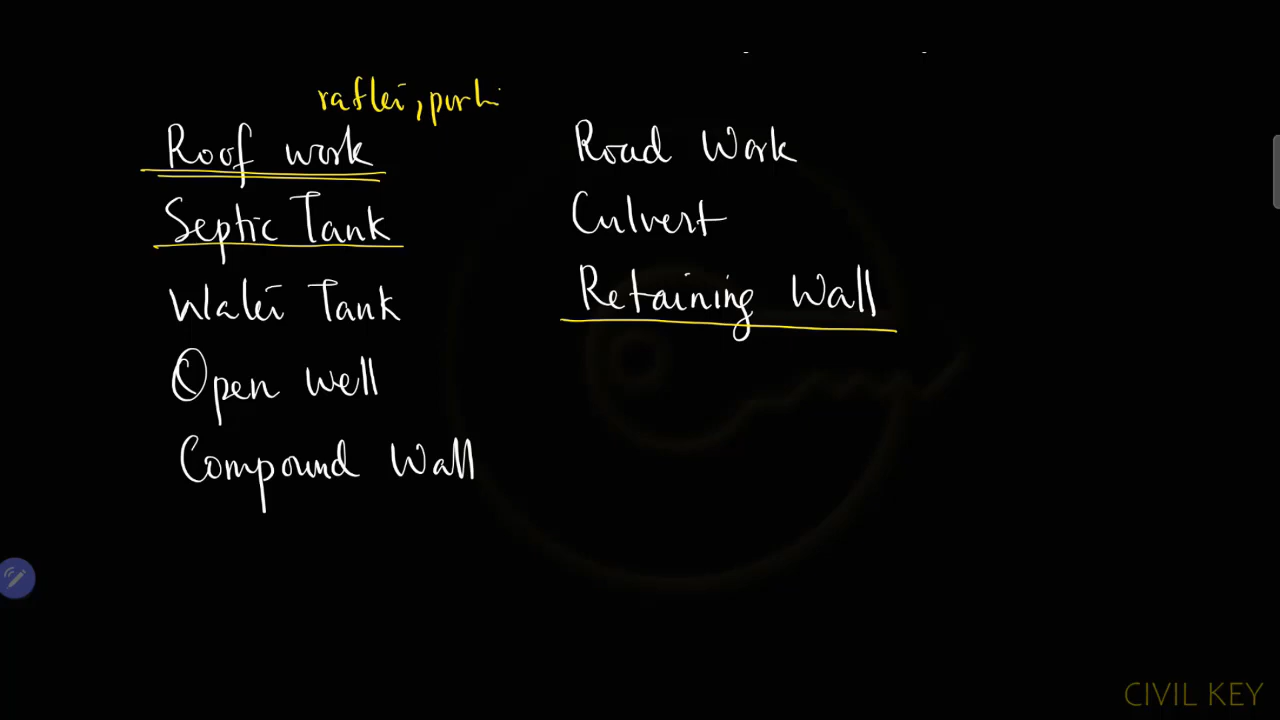 rafter, purli
Roof work
Septic Tank
Water Tank
Open Well
Compound Wall
Road Work
Culvert
Retaining Wall
CIVIL KEY